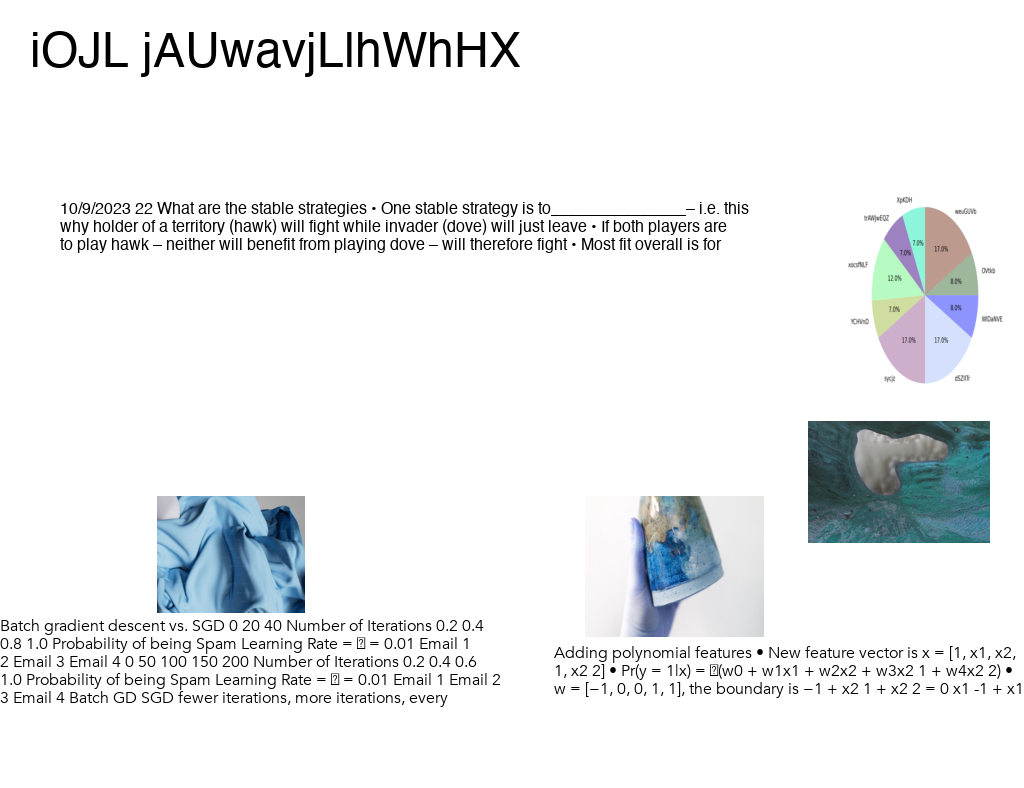 iOJL jAUwavjLlhWhHX
10/9/2023 22 What are the stable strategies • One stable strategy is to________________– i.e. this
why holder of a territory (hawk) will fight while invader (dove) will just leave • If both players are
to play hawk – neither will benefit from playing dove – will therefore fight • Most fit overall is for
XpKDH
weuGUVb
trAWJwEQZ
7.0%
7.0%
17.0%
xocsfNLF
OVtkb
12.0%
8.0%
YCHVnD
7.0%
8.0%
WlDaNVE
17.0%
17.0%
sycjz
dSZlITr
Batch gradient descent vs. SGD 0 20 40 Number of Iterations 0.2 0.4
0.8 1.0 Probability of being Spam Learning Rate = = 0.01 Email 1
2 Email 3 Email 4 0 50 100 150 200 Number of Iterations 0.2 0.4 0.6
1.0 Probability of being Spam Learning Rate = = 0.01 Email 1 Email 2
3 Email 4 Batch GD SGD fewer iterations, more iterations, every
Adding polynomial features • New feature vector is x = [1, x1, x2,
1, x2 2] • Pr(y = 1|x) = (w0 + w1x1 + w2x2 + w3x2 1 + w4x2 2) •
w = [−1, 0, 0, 1, 1], the boundary is −1 + x2 1 + x2 2 = 0 x1 -1 + x1